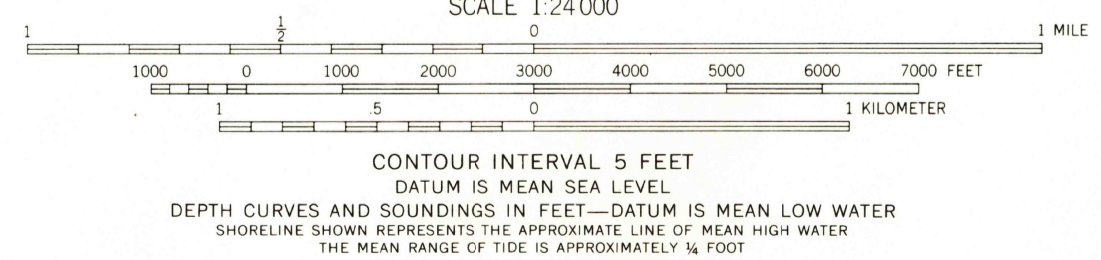 SCALE 1:24 000
1 ½ 0 1 MILE
1000 0 1000 2000 3000 4000 5000 6000 7000 FEET
1 .5 0 1 KILOMETER
CONTOUR INTERVAL 5 FEET
DATUM IS MEAN SEA LEVEL
DEPTH CURVES AND SOUNDINGS IN FEET—DATUM IS MEAN LOW WATER
SHORELINE SHOWN REPRESENTS THE APPROXIMATE LINE OF MEAN HIGH WATER
THE MEAN RANGE OF TIDE IS APPROXIMATELY ¼ FOOT